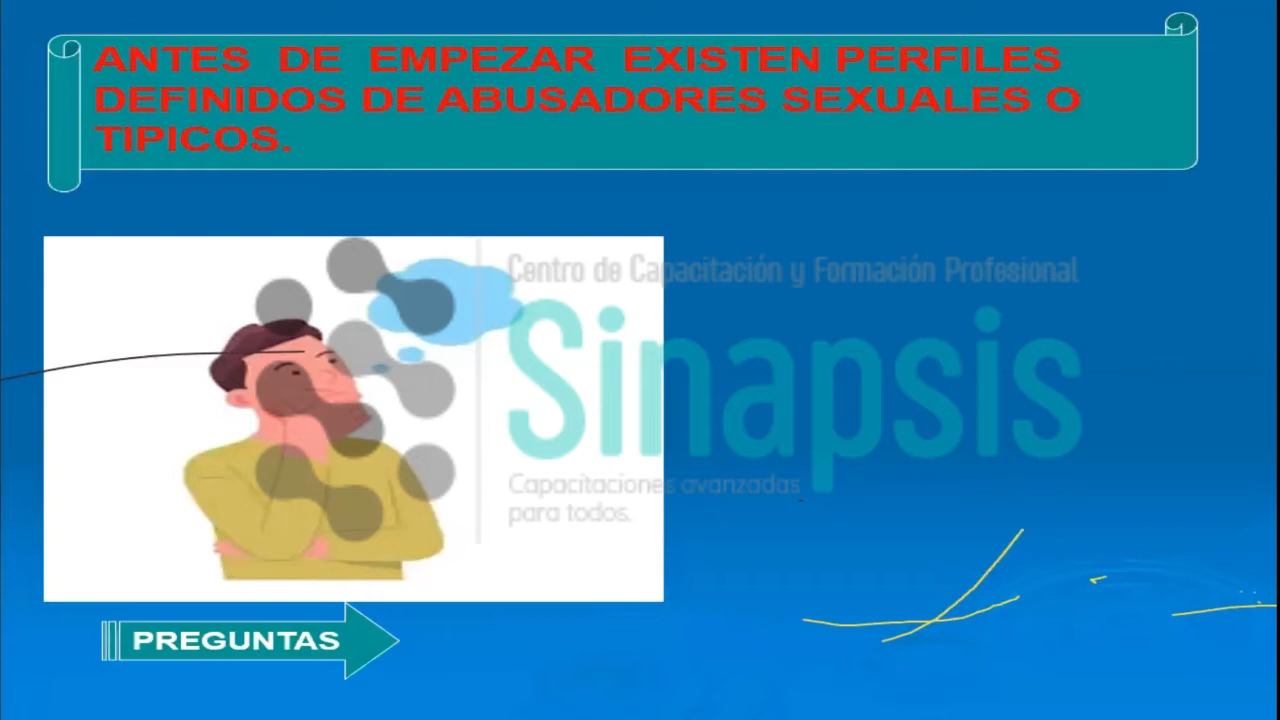 ANTES DE EMPEZAR EXISTEN PERFILES
DEFINIDOS DE ABUSADORES SEXUALES O
TIPICOS.
Centro de Capacitación y Formación Profesional
Sinapsis
Capacitaciones avanzadas
para todos.
PREGUNTAS